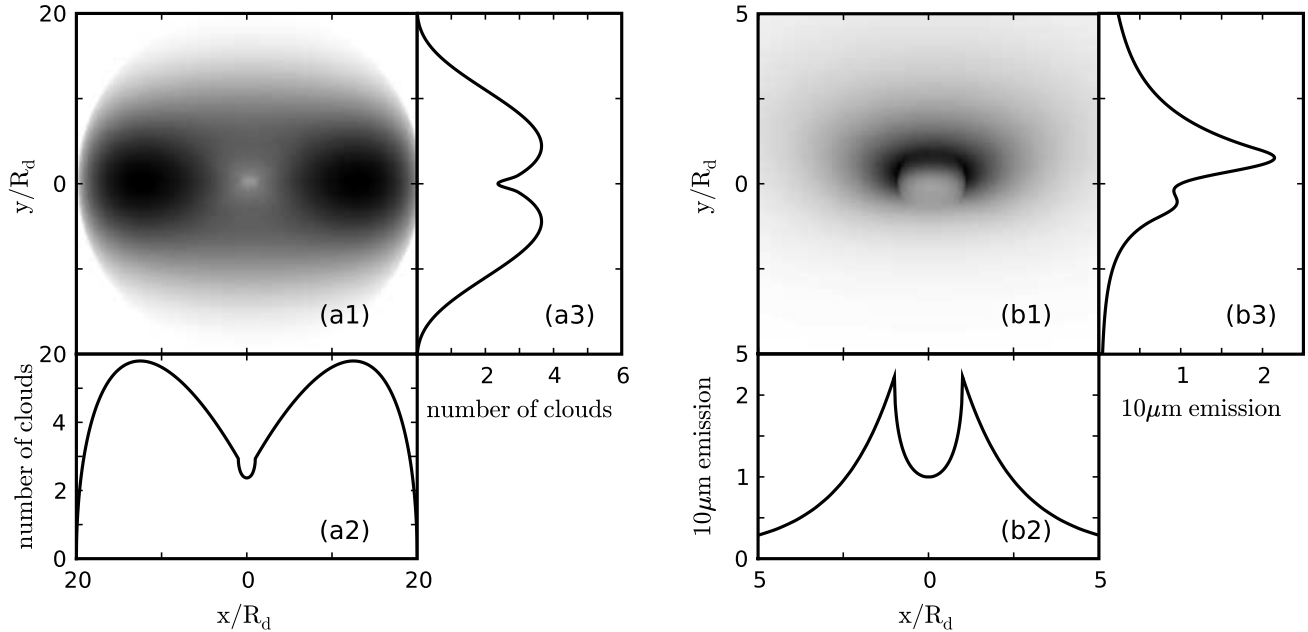 20
10
0
20
y/R_d
(a1)
(a3)
2
4
6
number of clouds
0
2
4
number of clouds
(a2)
20
0
20
x/R_d
5
0
5
y/R_d
(b1)
(b3)
1
2
10μm emission
0
1
2
10μm emission
(b2)
5
0
5
x/R_d